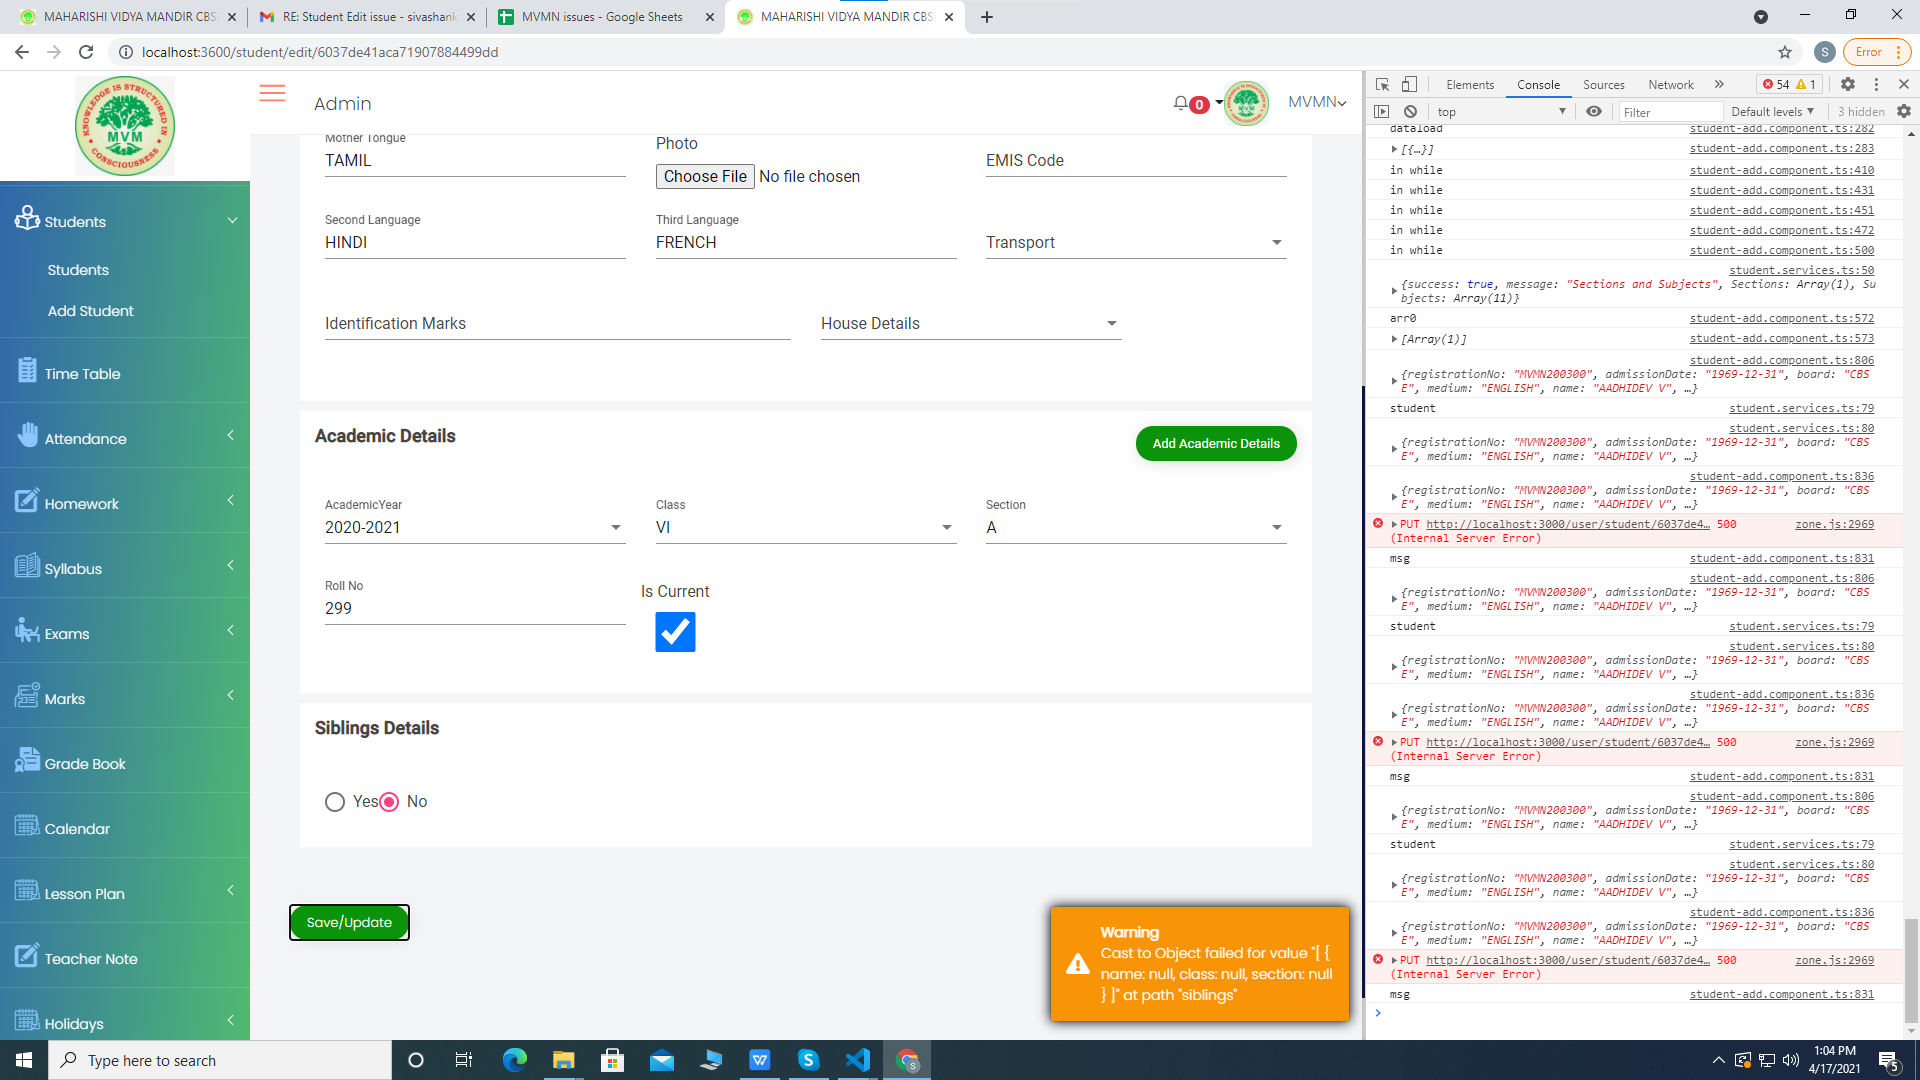 MAHARISHI VIDYA MANDIR CBS
RE: Student Edit issue - sivashank
MVMN issues - Google Sheets
MAHARISHI VIDYA MANDIR CBS
localhost:3600/student/edit/6037de41aca71907884499dd
S
Error
KNOWLEDGE IS STRUCTURED IN CONSCIOUSNESS
MVM
Admin
0
MVMN
Students
Students
Add Student
Time Table
Attendance
Homework
Syllabus
Exams
Marks
Grade Book
Calendar
Lesson Plan
Teacher Note
Holidays
Mother Tongue
TAMIL
Photo
Choose File No file chosen
EMIS Code
Second Language
HINDI
Third Language
FRENCH
Transport
Identification Marks
House Details
Academic Details
Add Academic Details
AcademicYear
2020-2021
Class
VI
Section
A
Roll No
299
Is Current
Siblings Details
Yes No
Save/Update
Warning
Cast to Object failed for value "[ {
name: null, class: null, section: null
} ]" at path "siblings"
Elements Console Sources Network » 54 1
top Filter Default levels 3 hidden
dataload student-add.component.ts:282
[{…}] student-add.component.ts:283
in while student-add.component.ts:410
in while student-add.component.ts:431
in while student-add.component.ts:451
in while student-add.component.ts:472
in while student-add.component.ts:500
student.services.ts:50
{success: true, message: "Sections and Subjects", Sections: Array(1), Su
bjects: Array(11)}
arr0 student-add.component.ts:572
[Array(1)] student-add.component.ts:573
student-add.component.ts:806
{registrationNo: "MVMN200300", admissionDate: "1969-12-31", board: "CBS
E", medium: "ENGLISH", name: "AADHIDEV V", …}
student student.services.ts:79
student.services.ts:80
{registrationNo: "MVMN200300", admissionDate: "1969-12-31", board: "CBS
E", medium: "ENGLISH", name: "AADHIDEV V", …}
student-add.component.ts:836
{registrationNo: "MVMN200300", admissionDate: "1969-12-31", board: "CBS
E", medium: "ENGLISH", name: "AADHIDEV V", …}
PUT http://localhost:3000/user/student/6037de4… 500 zone.js:2969
(Internal Server Error)
msg student-add.component.ts:831
student-add.component.ts:806
{registrationNo: "MVMN200300", admissionDate: "1969-12-31", board: "CBS
E", medium: "ENGLISH", name: "AADHIDEV V", …}
student student.services.ts:79
student.services.ts:80
{registrationNo: "MVMN200300", admissionDate: "1969-12-31", board: "CBS
E", medium: "ENGLISH", name: "AADHIDEV V", …}
student-add.component.ts:836
{registrationNo: "MVMN200300", admissionDate: "1969-12-31", board: "CBS
E", medium: "ENGLISH", name: "AADHIDEV V", …}
PUT http://localhost:3000/user/student/6037de4… 500 zone.js:2969
(Internal Server Error)
msg student-add.component.ts:831
student-add.component.ts:806
{registrationNo: "MVMN200300", admissionDate: "1969-12-31", board: "CBS
E", medium: "ENGLISH", name: "AADHIDEV V", …}
student student.services.ts:79
student.services.ts:80
{registrationNo: "MVMN200300", admissionDate: "1969-12-31", board: "CBS
E", medium: "ENGLISH", name: "AADHIDEV V", …}
student-add.component.ts:836
{registrationNo: "MVMN200300", admissionDate: "1969-12-31", board: "CBS
E", medium: "ENGLISH", name: "AADHIDEV V", …}
PUT http://localhost:3000/user/student/6037de4… 500 zone.js:2969
(Internal Server Error)
msg student-add.component.ts:831
Type here to search
1:04 PM
4/17/2021
5